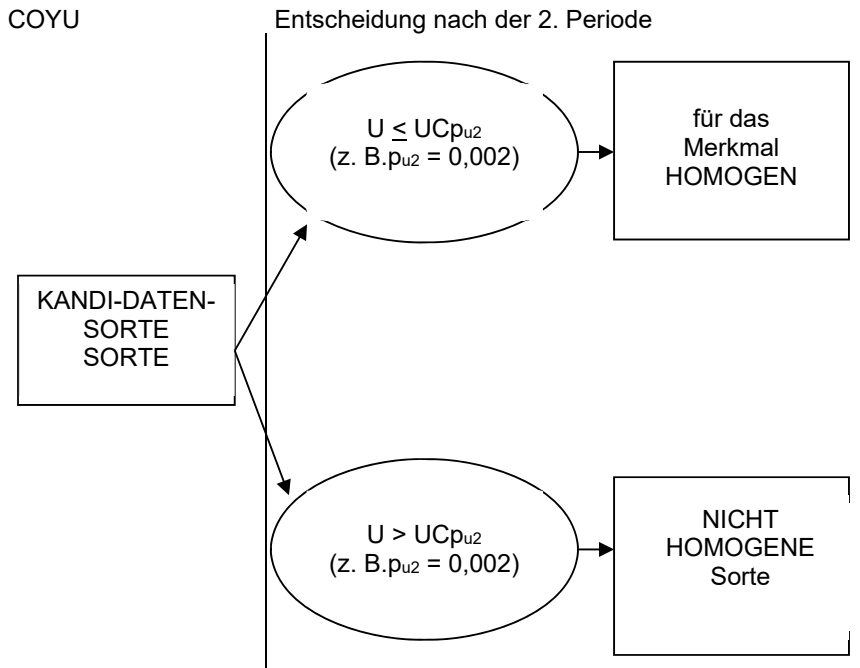 COYU Entscheidung nach der 2. Periode
U ≤ UCpu2
(z. B.pu2 = 0,002)
für das
Merkmal
HOMOGEN
KANDI-DATEN-
SORTE
SORTE
U > UCpu2
(z. B.pu2 = 0,002)
NICHT
HOMOGENE
Sorte